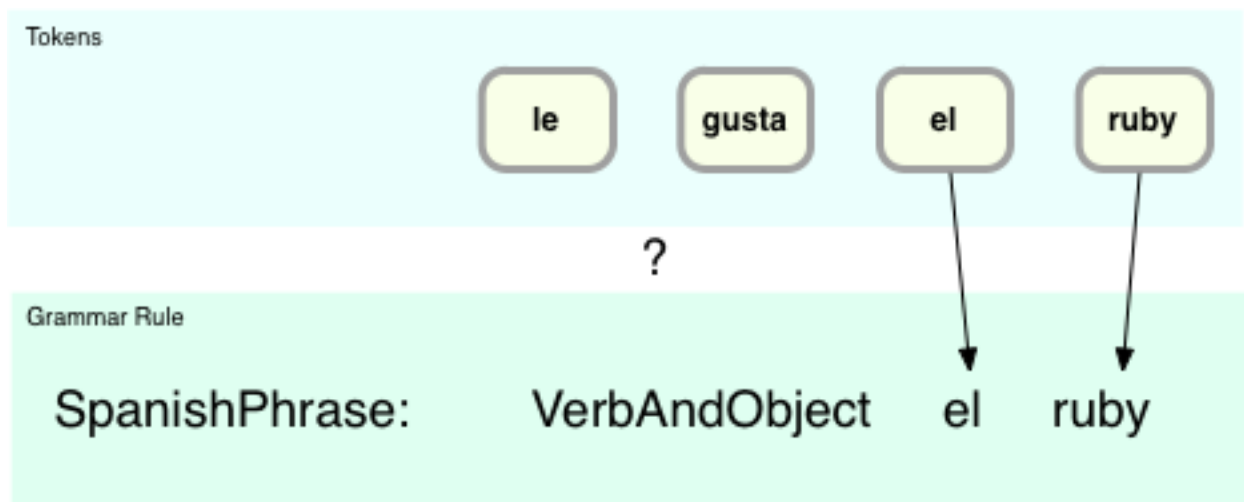 Tokens
le gusta el ruby
?
Grammar Rule
SpanishPhrase: VerbAndObject el ruby